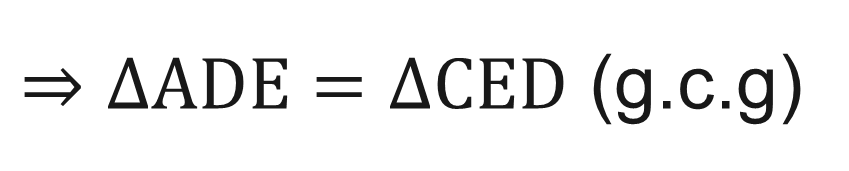 ⇒ ΔADE = ΔCED (g.c.g)